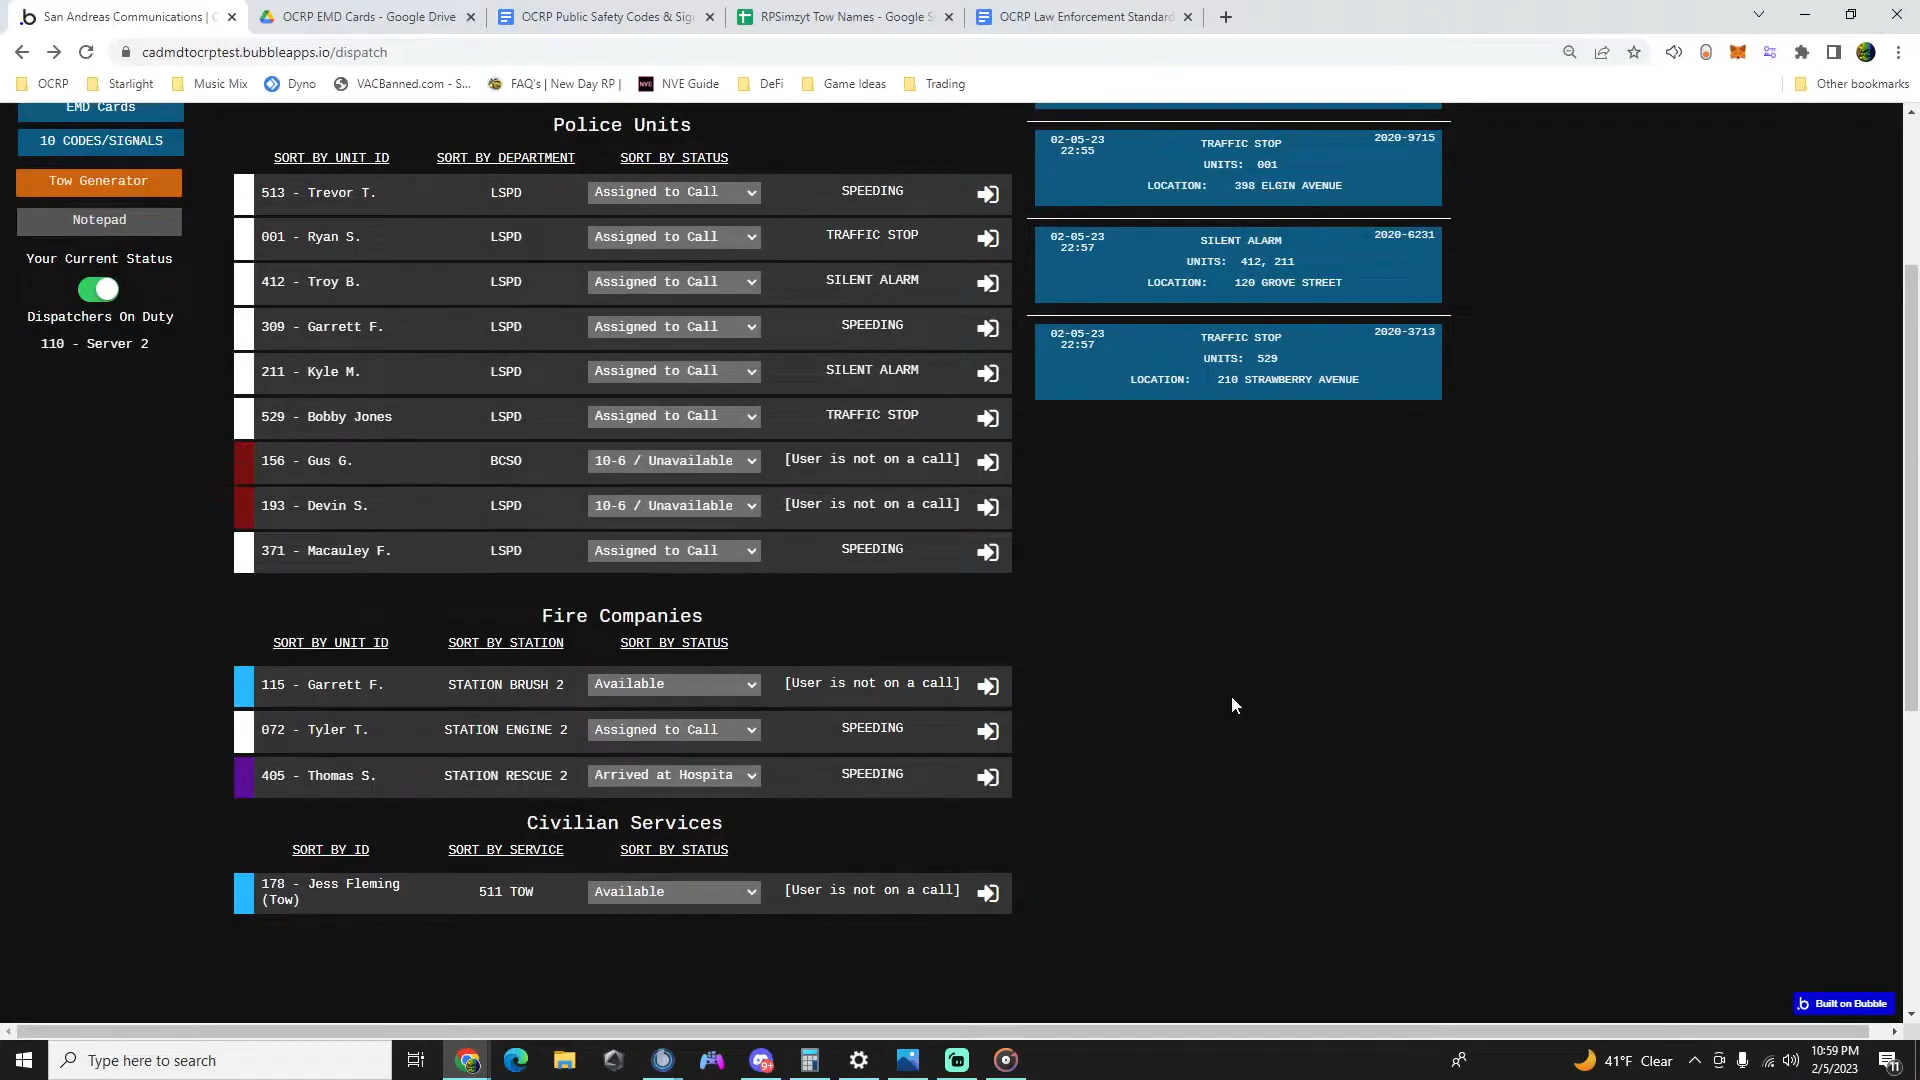 San Andreas Communications | C
OCRP EMD Cards - Google Drive
OCRP Public Safety Codes & Sig
RPSimzyt Tow Names - Google S
OCRP Law Enforcement Standard
cadmdtocrptest.bubbleapps.io/dispatch
OCRP
Starlight
Music Mix
Dyno
VACBanned.com - S...
FAQ's | New Day RP |
NVE Guide
DeFi
Game Ideas
Trading
Other bookmarks
EMD Cards
10 CODES/SIGNALS
Tow Generator
Notepad
Your Current Status
Dispatchers On Duty
110 - Server 2
Police Units
SORT BY UNIT ID SORT BY DEPARTMENT SORT BY STATUS
513 - Trevor T. LSPD Assigned to Call SPEEDING
001 - Ryan S. LSPD Assigned to Call TRAFFIC STOP
412 - Troy B. LSPD Assigned to Call SILENT ALARM
309 - Garrett F. LSPD Assigned to Call SPEEDING
211 - Kyle M. LSPD Assigned to Call SILENT ALARM
529 - Bobby Jones LSPD Assigned to Call TRAFFIC STOP
156 - Gus G. BCSO 10-6 / Unavailable [User is not on a call]
193 - Devin S. LSPD 10-6 / Unavailable [User is not on a call]
371 - Macauley F. LSPD Assigned to Call SPEEDING
Fire Companies
SORT BY UNIT ID SORT BY STATION SORT BY STATUS
115 - Garrett F. STATION BRUSH 2 Available [User is not on a call]
072 - Tyler T. STATION ENGINE 2 Assigned to Call SPEEDING
405 - Thomas S. STATION RESCUE 2 Arrived at Hospita SPEEDING
Civilian Services
SORT BY ID SORT BY SERVICE SORT BY STATUS
178 - Jess Fleming
(Tow)
511 TOW Available [User is not on a call]
02-05-23
22:55
TRAFFIC STOP
2020-9715
UNITS: 001
LOCATION: 398 ELGIN AVENUE
02-05-23
22:57
SILENT ALARM
2020-6231
UNITS: 412, 211
LOCATION: 120 GROVE STREET
02-05-23
22:57
TRAFFIC STOP
2020-3713
UNITS: 529
LOCATION: 210 STRAWBERRY AVENUE
Built on Bubble
Type here to search
9+
41°F Clear
10:59 PM
2/5/2023
11